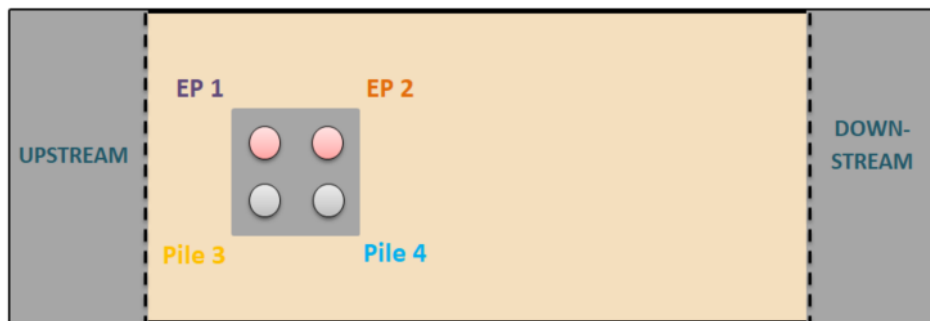 EP 1
EP 2
UPSTREAM
DOWN-
STREAM
Pile 3
Pile 4